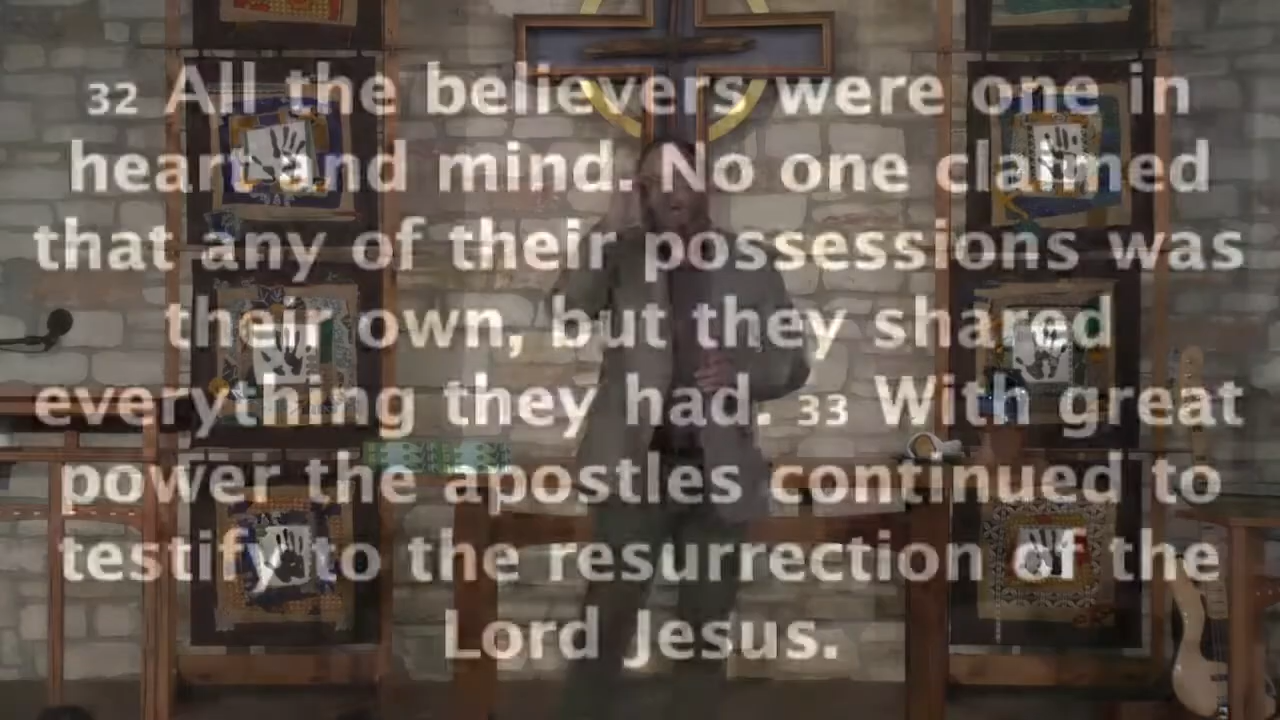 32 All the believers were one in
heart and mind. No one claimed
that any of their possessions was
their own, but they shared
everything they had. 33 With great
power the apostles continued to
testify to the resurrection of the
Lord Jesus.